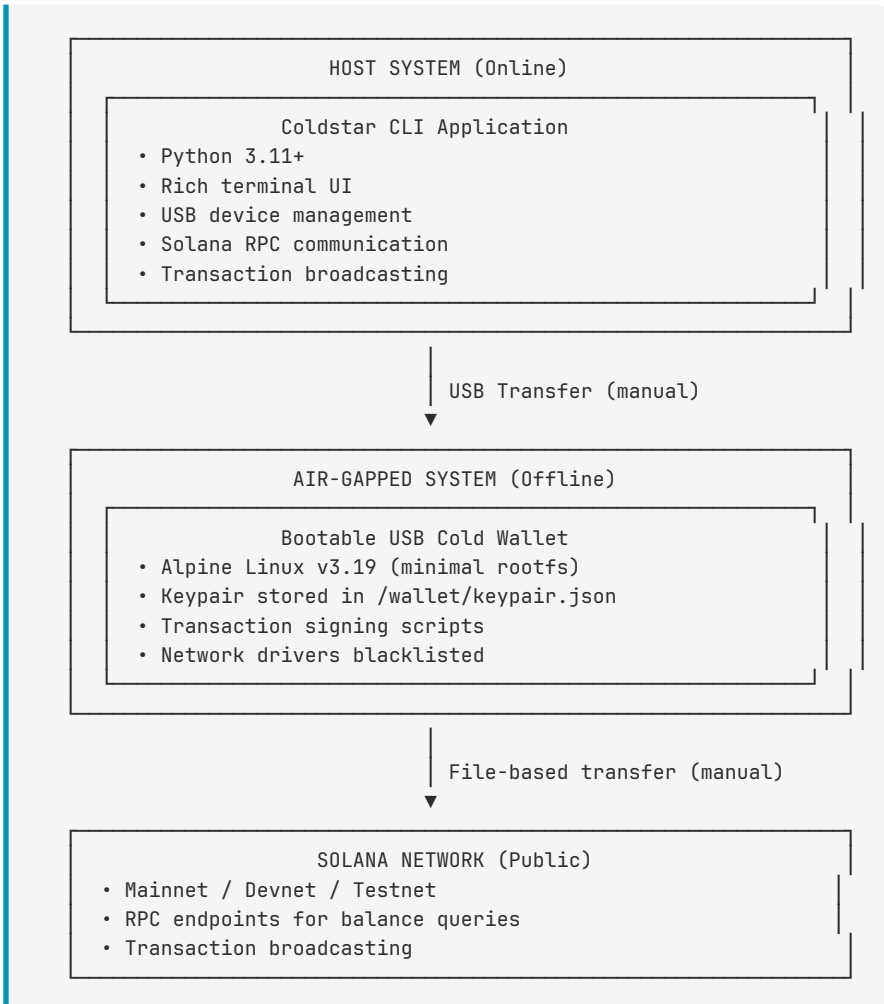 HOST SYSTEM (Online)
Coldstar CLI Application
• Python 3.11+
• Rich terminal UI
• USB device management
• Solana RPC communication
• Transaction broadcasting
USB Transfer (manual)
AIR-GAPPED SYSTEM (Offline)
Bootable USB Cold Wallet
• Alpine Linux v3.19 (minimal rootfs)
• Keypair stored in /wallet/keypair.json
• Transaction signing scripts
• Network drivers blacklisted
File-based transfer (manual)
SOLANA NETWORK (Public)
• Mainnet / Devnet / Testnet
• RPC endpoints for balance queries
• Transaction broadcasting